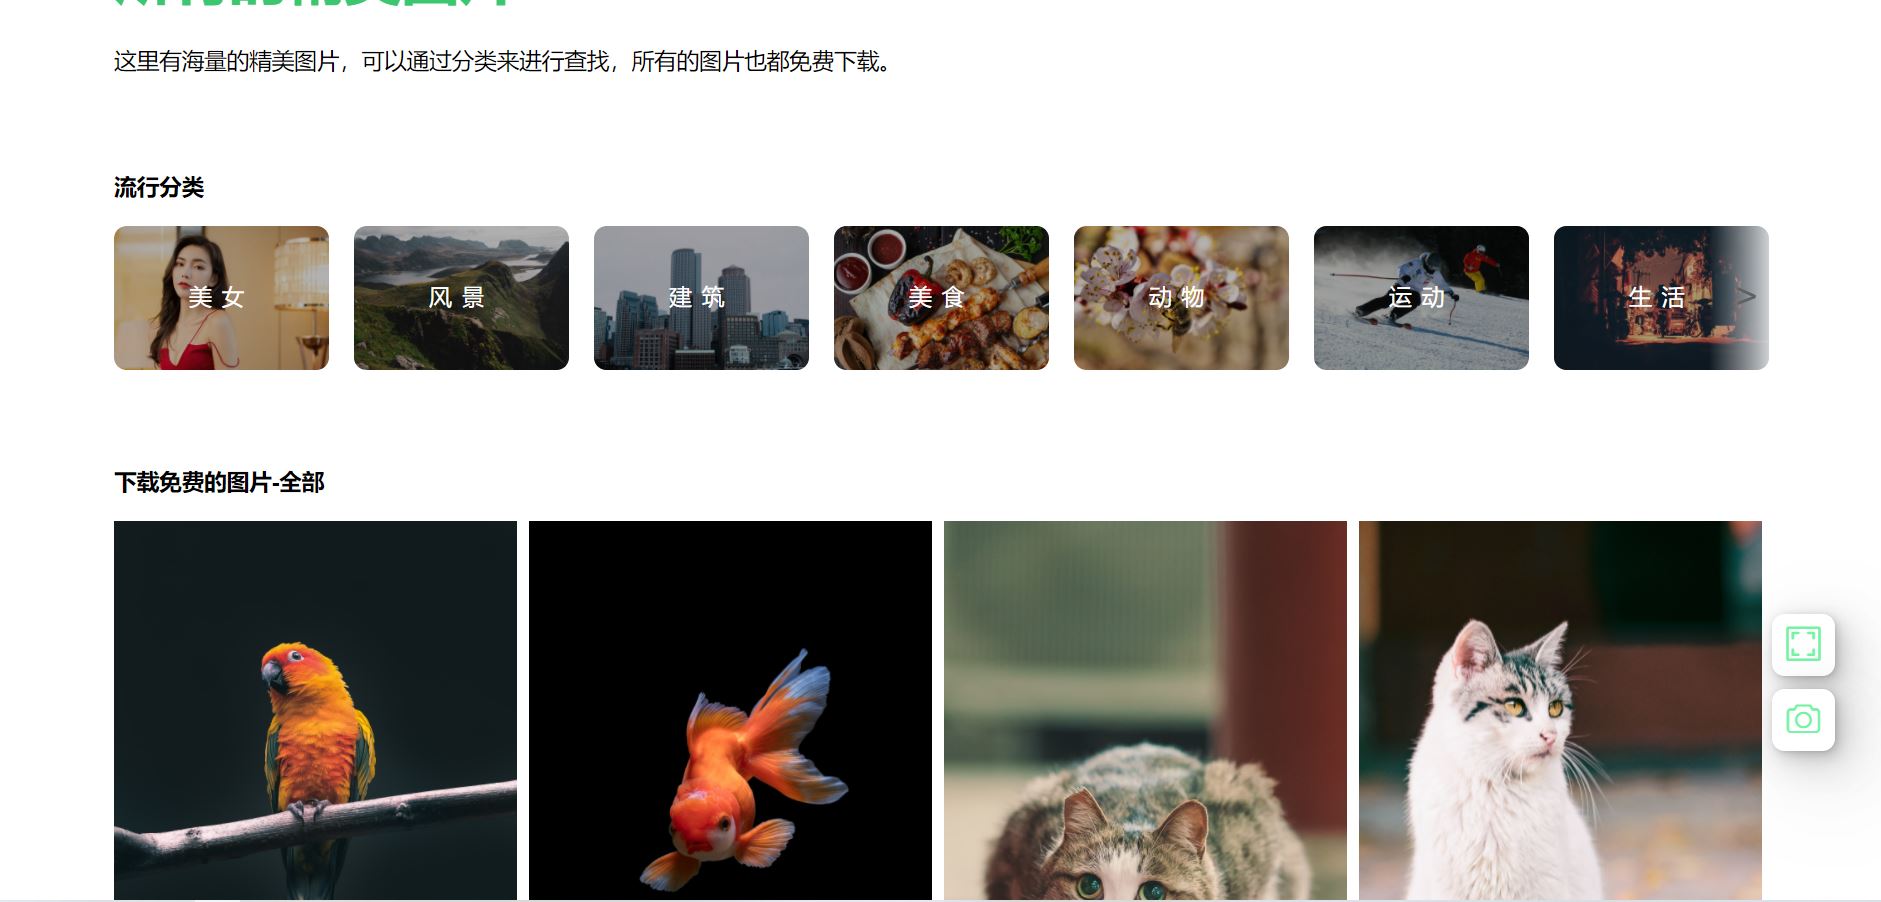 这里有海量的精美图片，可以通过分类来进行查找，所有的图片也都免费下载。
流行分类
美女
风景
建筑
美食
动物
运动
生活
>
下载免费的图片-全部